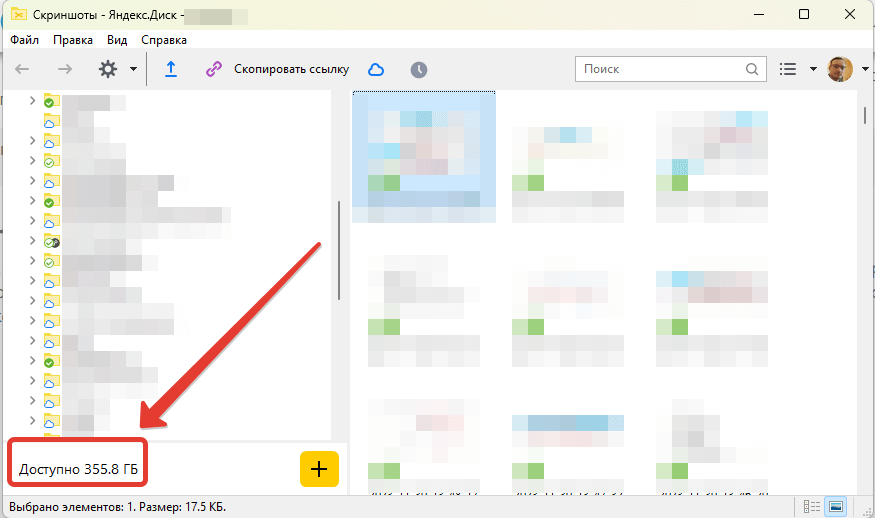 Скриншоты - Яндекс.Диск -
Файл Правка Вид Справка
Скопировать ссылку
Поиск
Доступно 355.8 ГБ
Выбрано элементов: 1. Размер: 17.5 КБ.